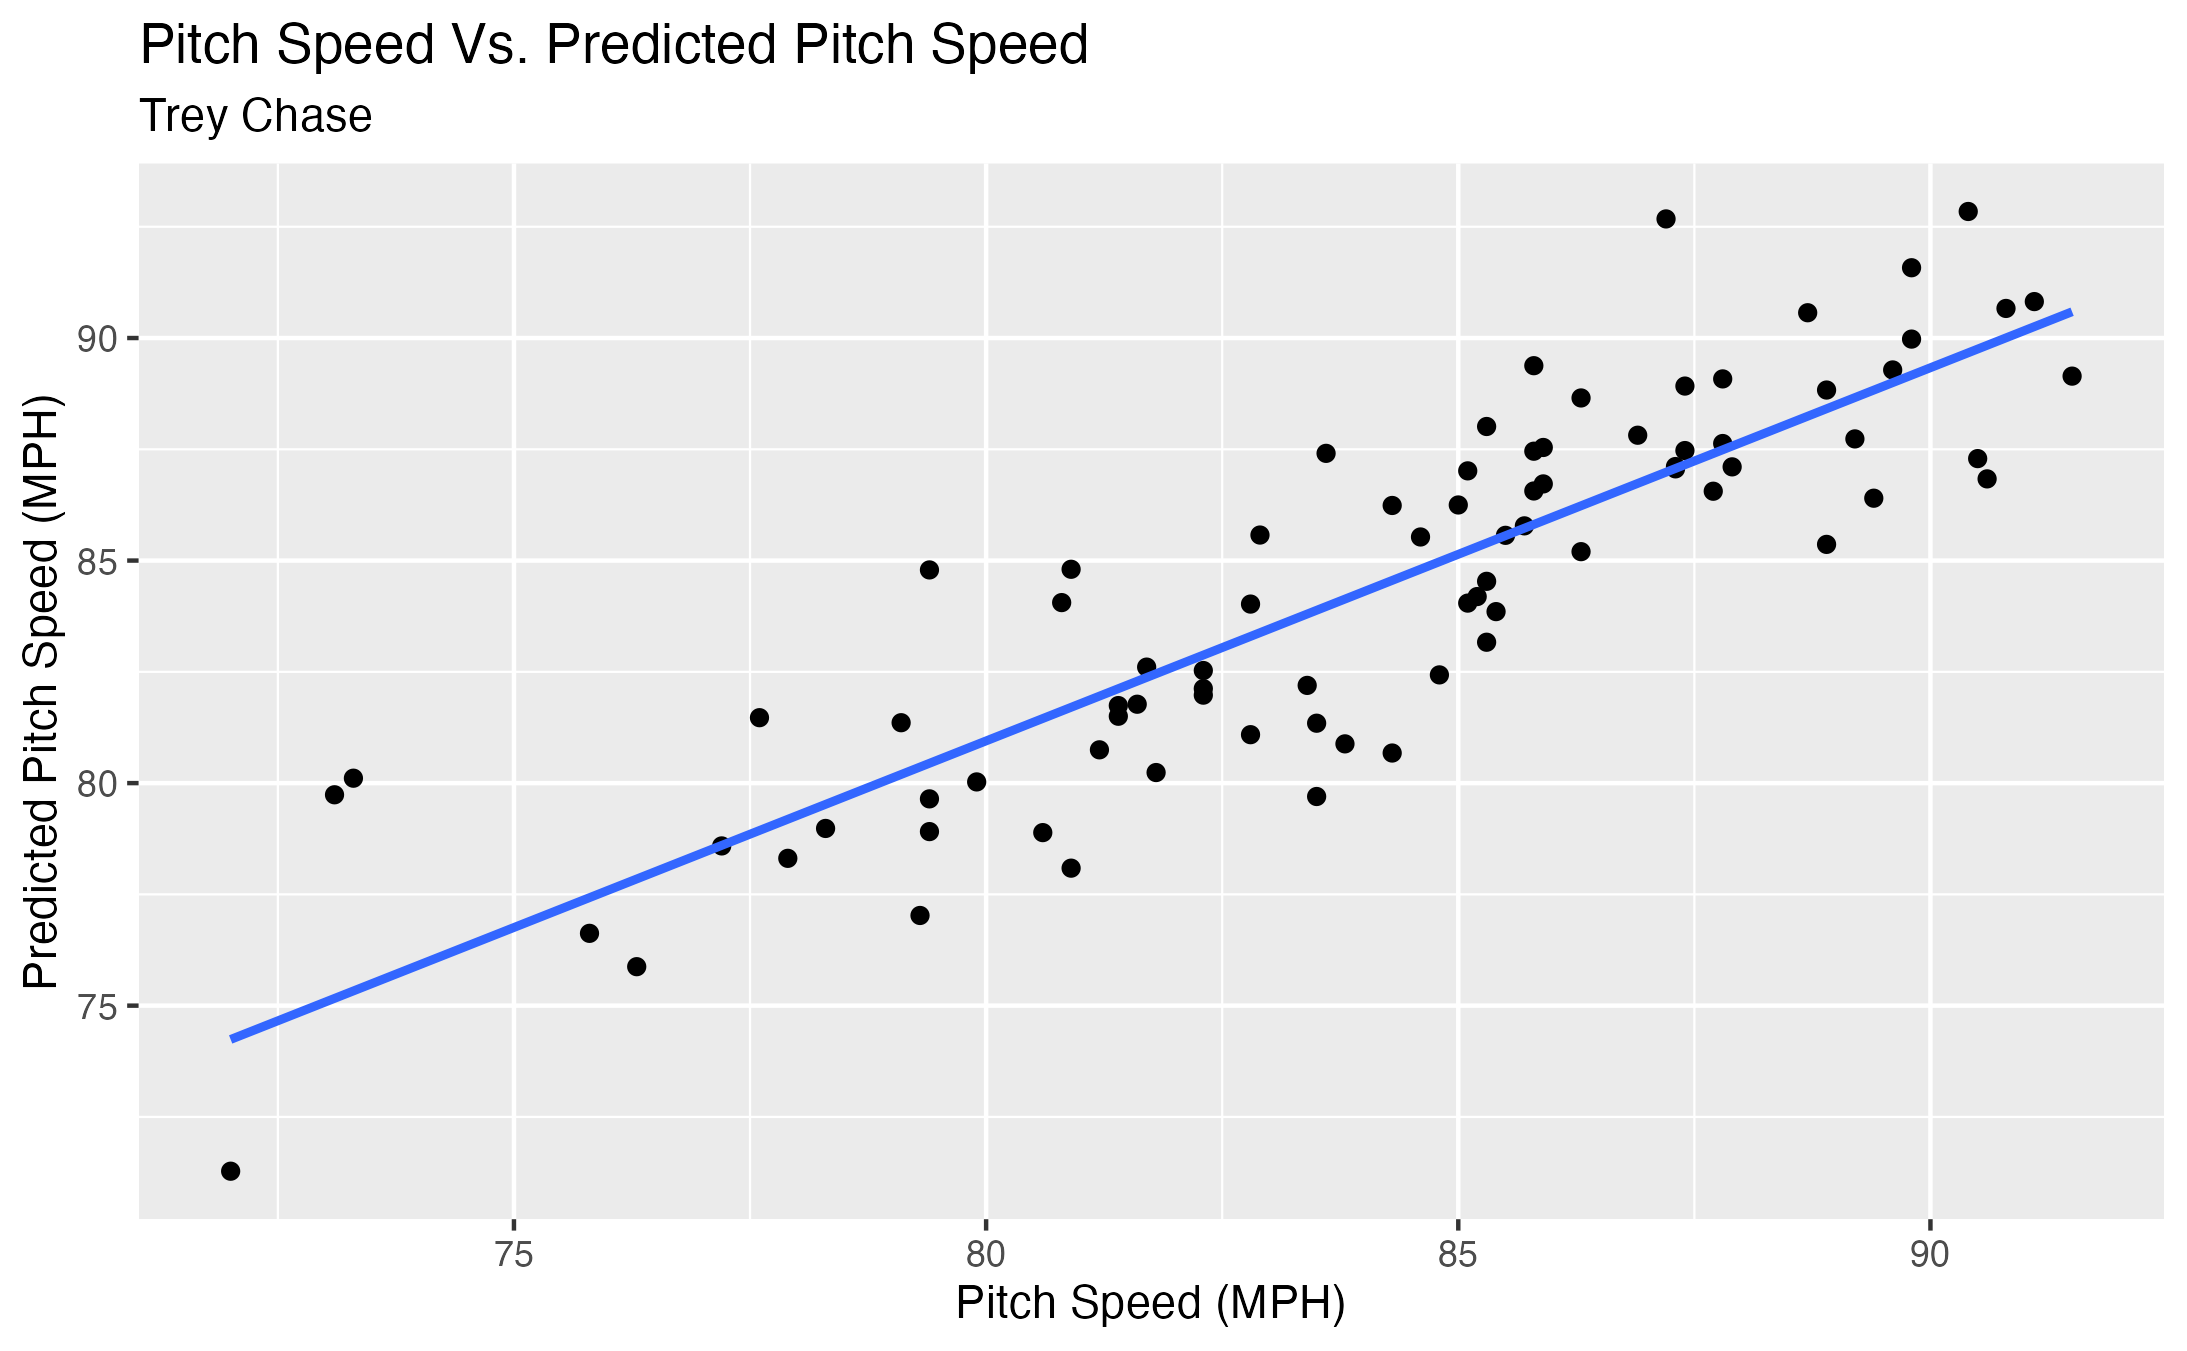 Pitch Speed Vs. Predicted Pitch Speed
Trey Chase
Predicted Pitch Speed (MPH)
90
85
80
75
75 80 85 90
Pitch Speed (MPH)